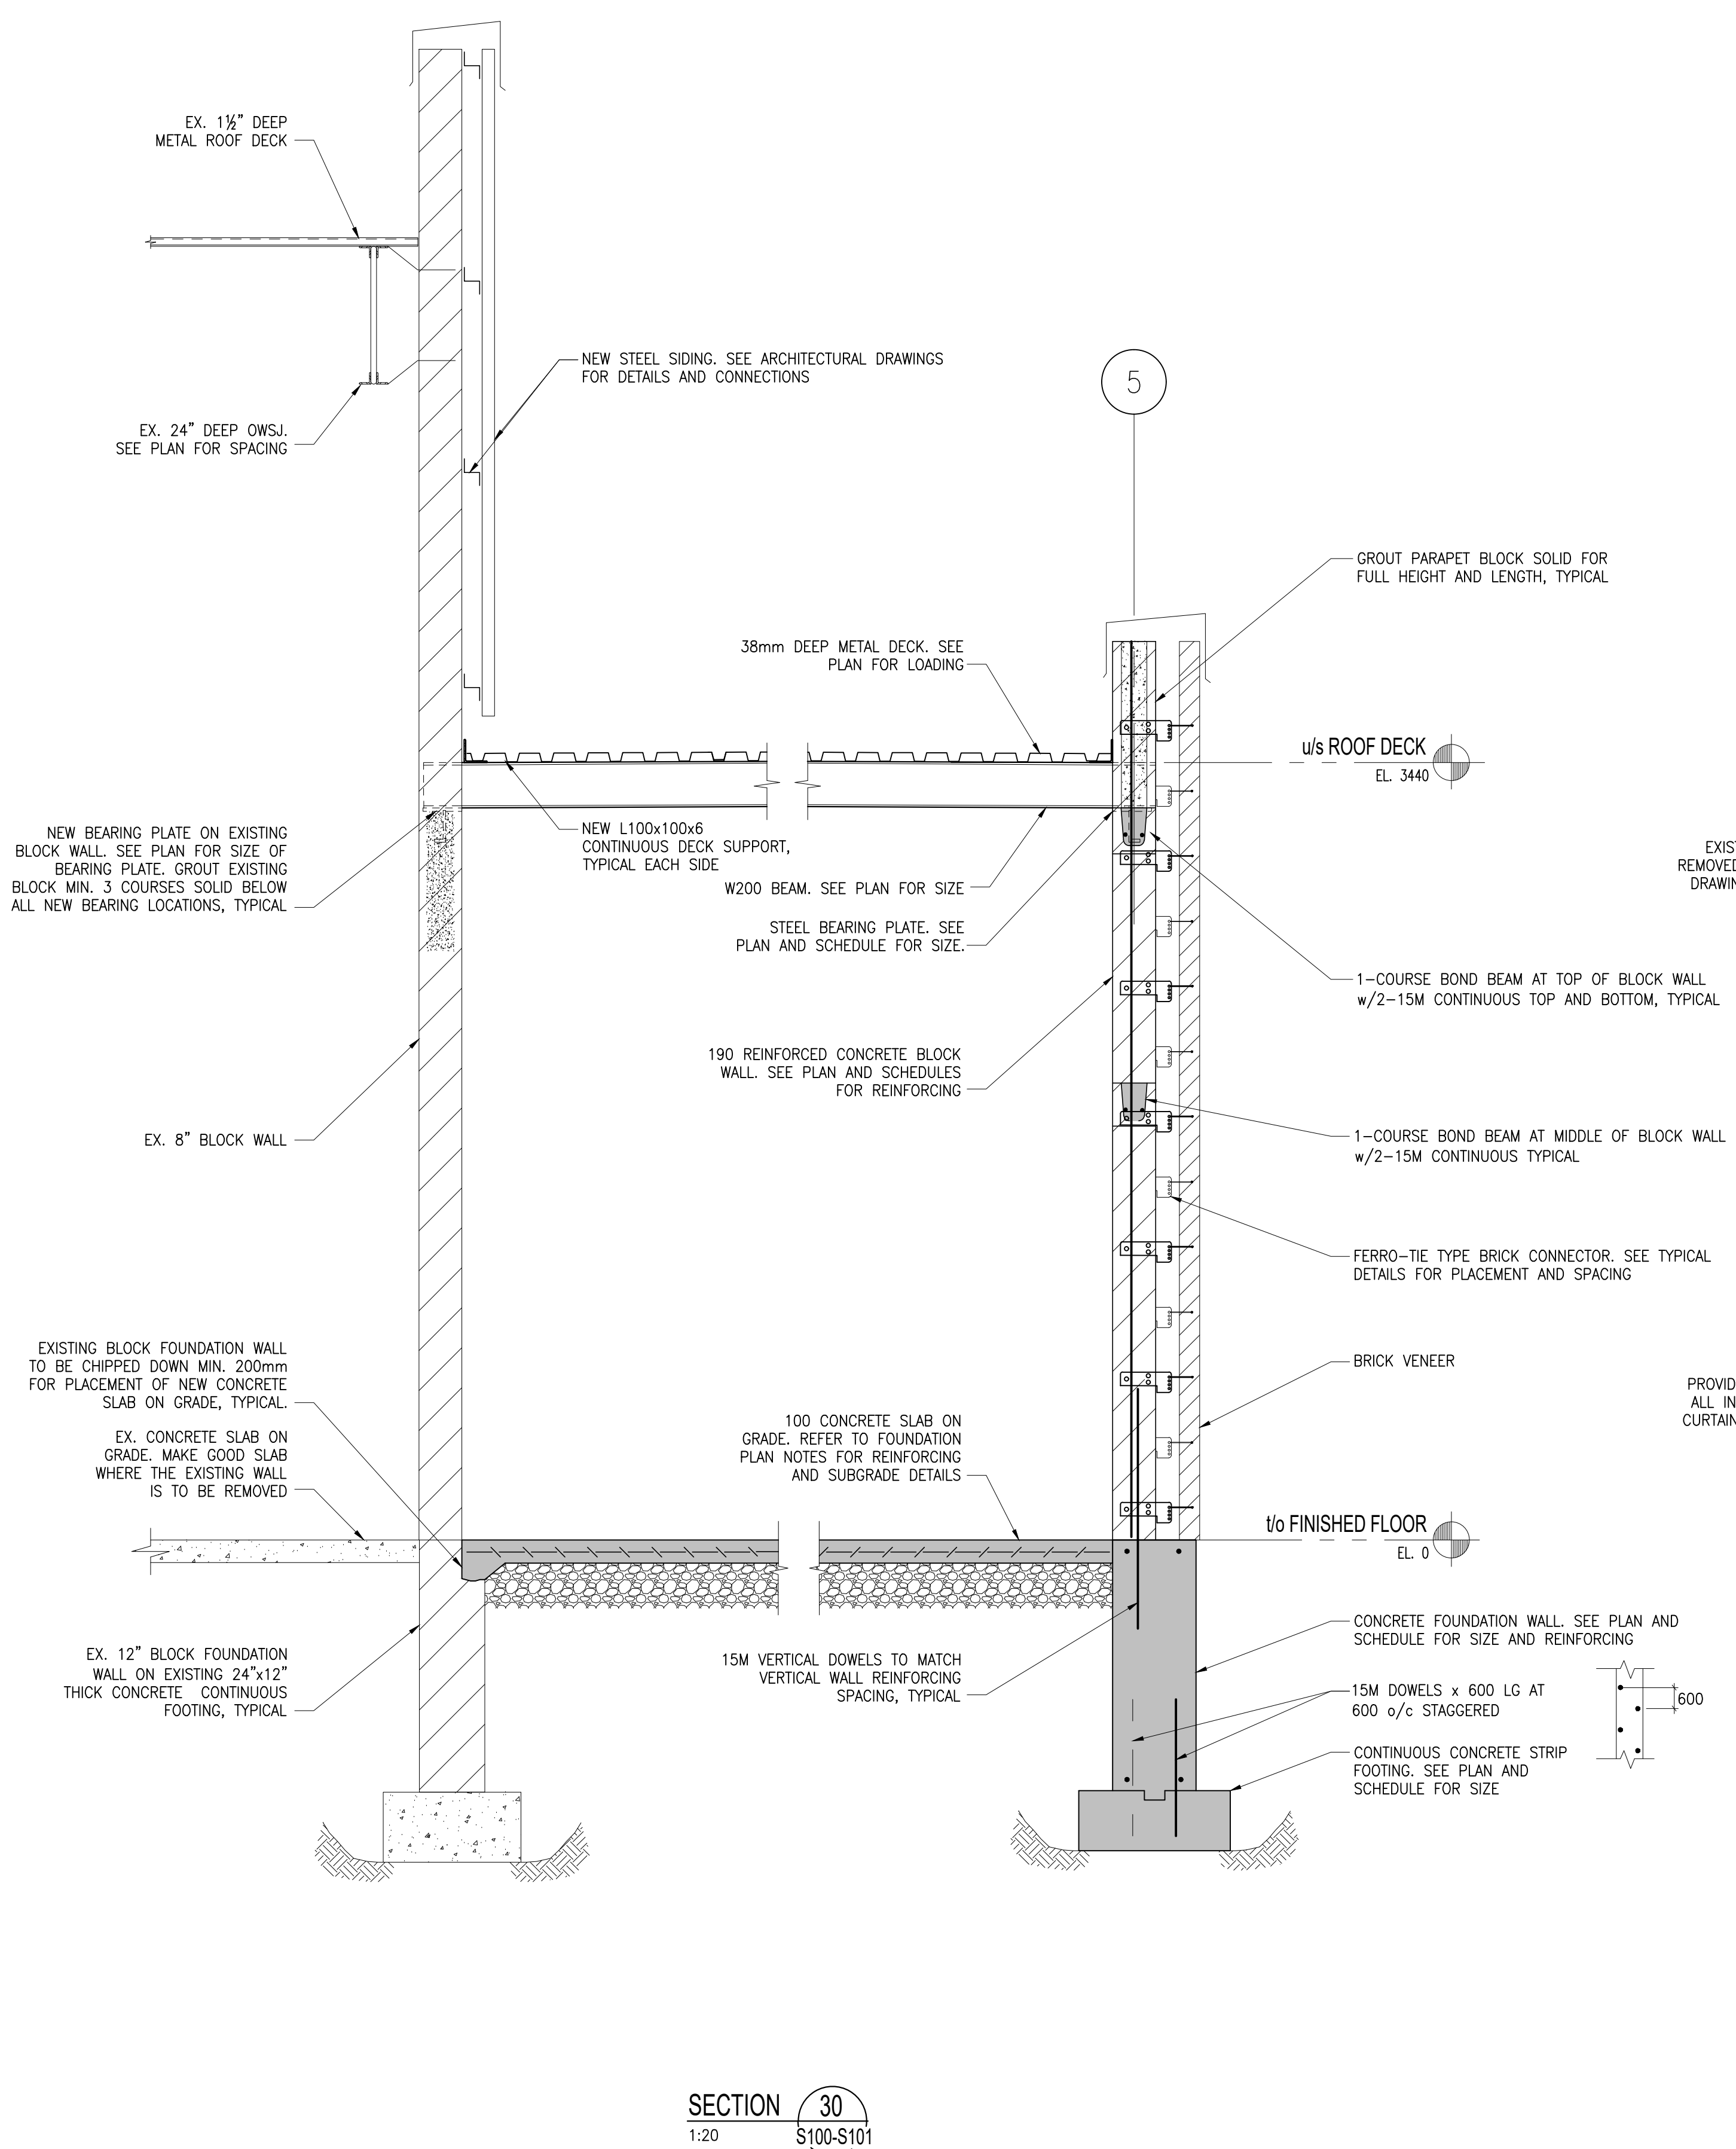 EX. 1½" DEEP
METAL ROOF DECK
EX. 24" DEEP OWSJ.
SEE PLAN FOR SPACING
NEW STEEL SIDING. SEE ARCHITECTURAL DRAWINGS
FOR DETAILS AND CONNECTIONS
5
GROUT PARAPET BLOCK SOLID FOR
FULL HEIGHT AND LENGTH, TYPICAL
38mm DEEP METAL DECK. SEE
PLAN FOR LOADING
u/s ROOF DECK
EL. 3440
NEW BEARING PLATE ON EXISTING
BLOCK WALL. SEE PLAN FOR SIZE OF
BEARING PLATE. GROUT EXISTING
BLOCK MIN. 3 COURSES SOLID BELOW
ALL NEW BEARING LOCATIONS, TYPICAL
NEW L100x100x6
CONTINUOUS DECK SUPPORT,
TYPICAL EACH SIDE
W200 BEAM. SEE PLAN FOR SIZE
STEEL BEARING PLATE. SEE
PLAN AND SCHEDULE FOR SIZE.
EXIS
REMOVED
DRAWIN
1-COURSE BOND BEAM AT TOP OF BLOCK WALL
w/2-15M CONTINUOUS TOP AND BOTTOM, TYPICAL
190 REINFORCED CONCRETE BLOCK
WALL. SEE PLAN AND SCHEDULES
FOR REINFORCING
EX. 8" BLOCK WALL
1-COURSE BOND BEAM AT MIDDLE OF BLOCK WALL
w/2-15M CONTINUOUS TYPICAL
FERRO-TIE TYPE BRICK CONNECTOR. SEE TYPICAL
DETAILS FOR PLACEMENT AND SPACING
EXISTING BLOCK FOUNDATION WALL
TO BE CHIPPED DOWN MIN. 200mm
FOR PLACEMENT OF NEW CONCRETE
SLAB ON GRADE, TYPICAL.
BRICK VENEER
PROVID
ALL IN
CURTAIN
EX. CONCRETE SLAB ON
GRADE. MAKE GOOD SLAB
WHERE THE EXISTING WALL
IS TO BE REMOVED
100 CONCRETE SLAB ON
GRADE. REFER TO FOUNDATION
PLAN NOTES FOR REINFORCING
AND SUBGRADE DETAILS
t/o FINISHED FLOOR
EL. 0
EX. 12" BLOCK FOUNDATION
WALL ON EXISTING 24"x12"
THICK CONCRETE CONTINUOUS
FOOTING, TYPICAL
15M VERTICAL DOWELS TO MATCH
VERTICAL WALL REINFORCING
SPACING, TYPICAL
CONCRETE FOUNDATION WALL. SEE PLAN AND
SCHEDULE FOR SIZE AND REINFORCING
15M DOWELS x 600 LG AT
600 o/c STAGGERED
600
CONTINUOUS CONCRETE STRIP
FOOTING. SEE PLAN AND
SCHEDULE FOR SIZE
SECTION 30
1:20 S100-S101